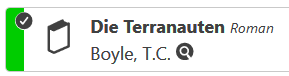 Die Terranauten Roman
Boyle, T.C.